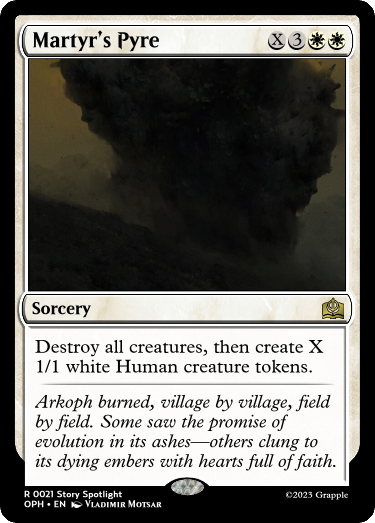 Martyr's Pyre X 3
Sorcery
Destroy all creatures, then create X
1/1 white Human creature tokens.
Arkoph burned, village by village, field
by field. Some saw the promise of
evolution in its ashes—others clung to
its dying embers with hearts full of faith.
R 0021 Story Spotlight
OPH • EN Vladimir Motsar
©2023 Grapple